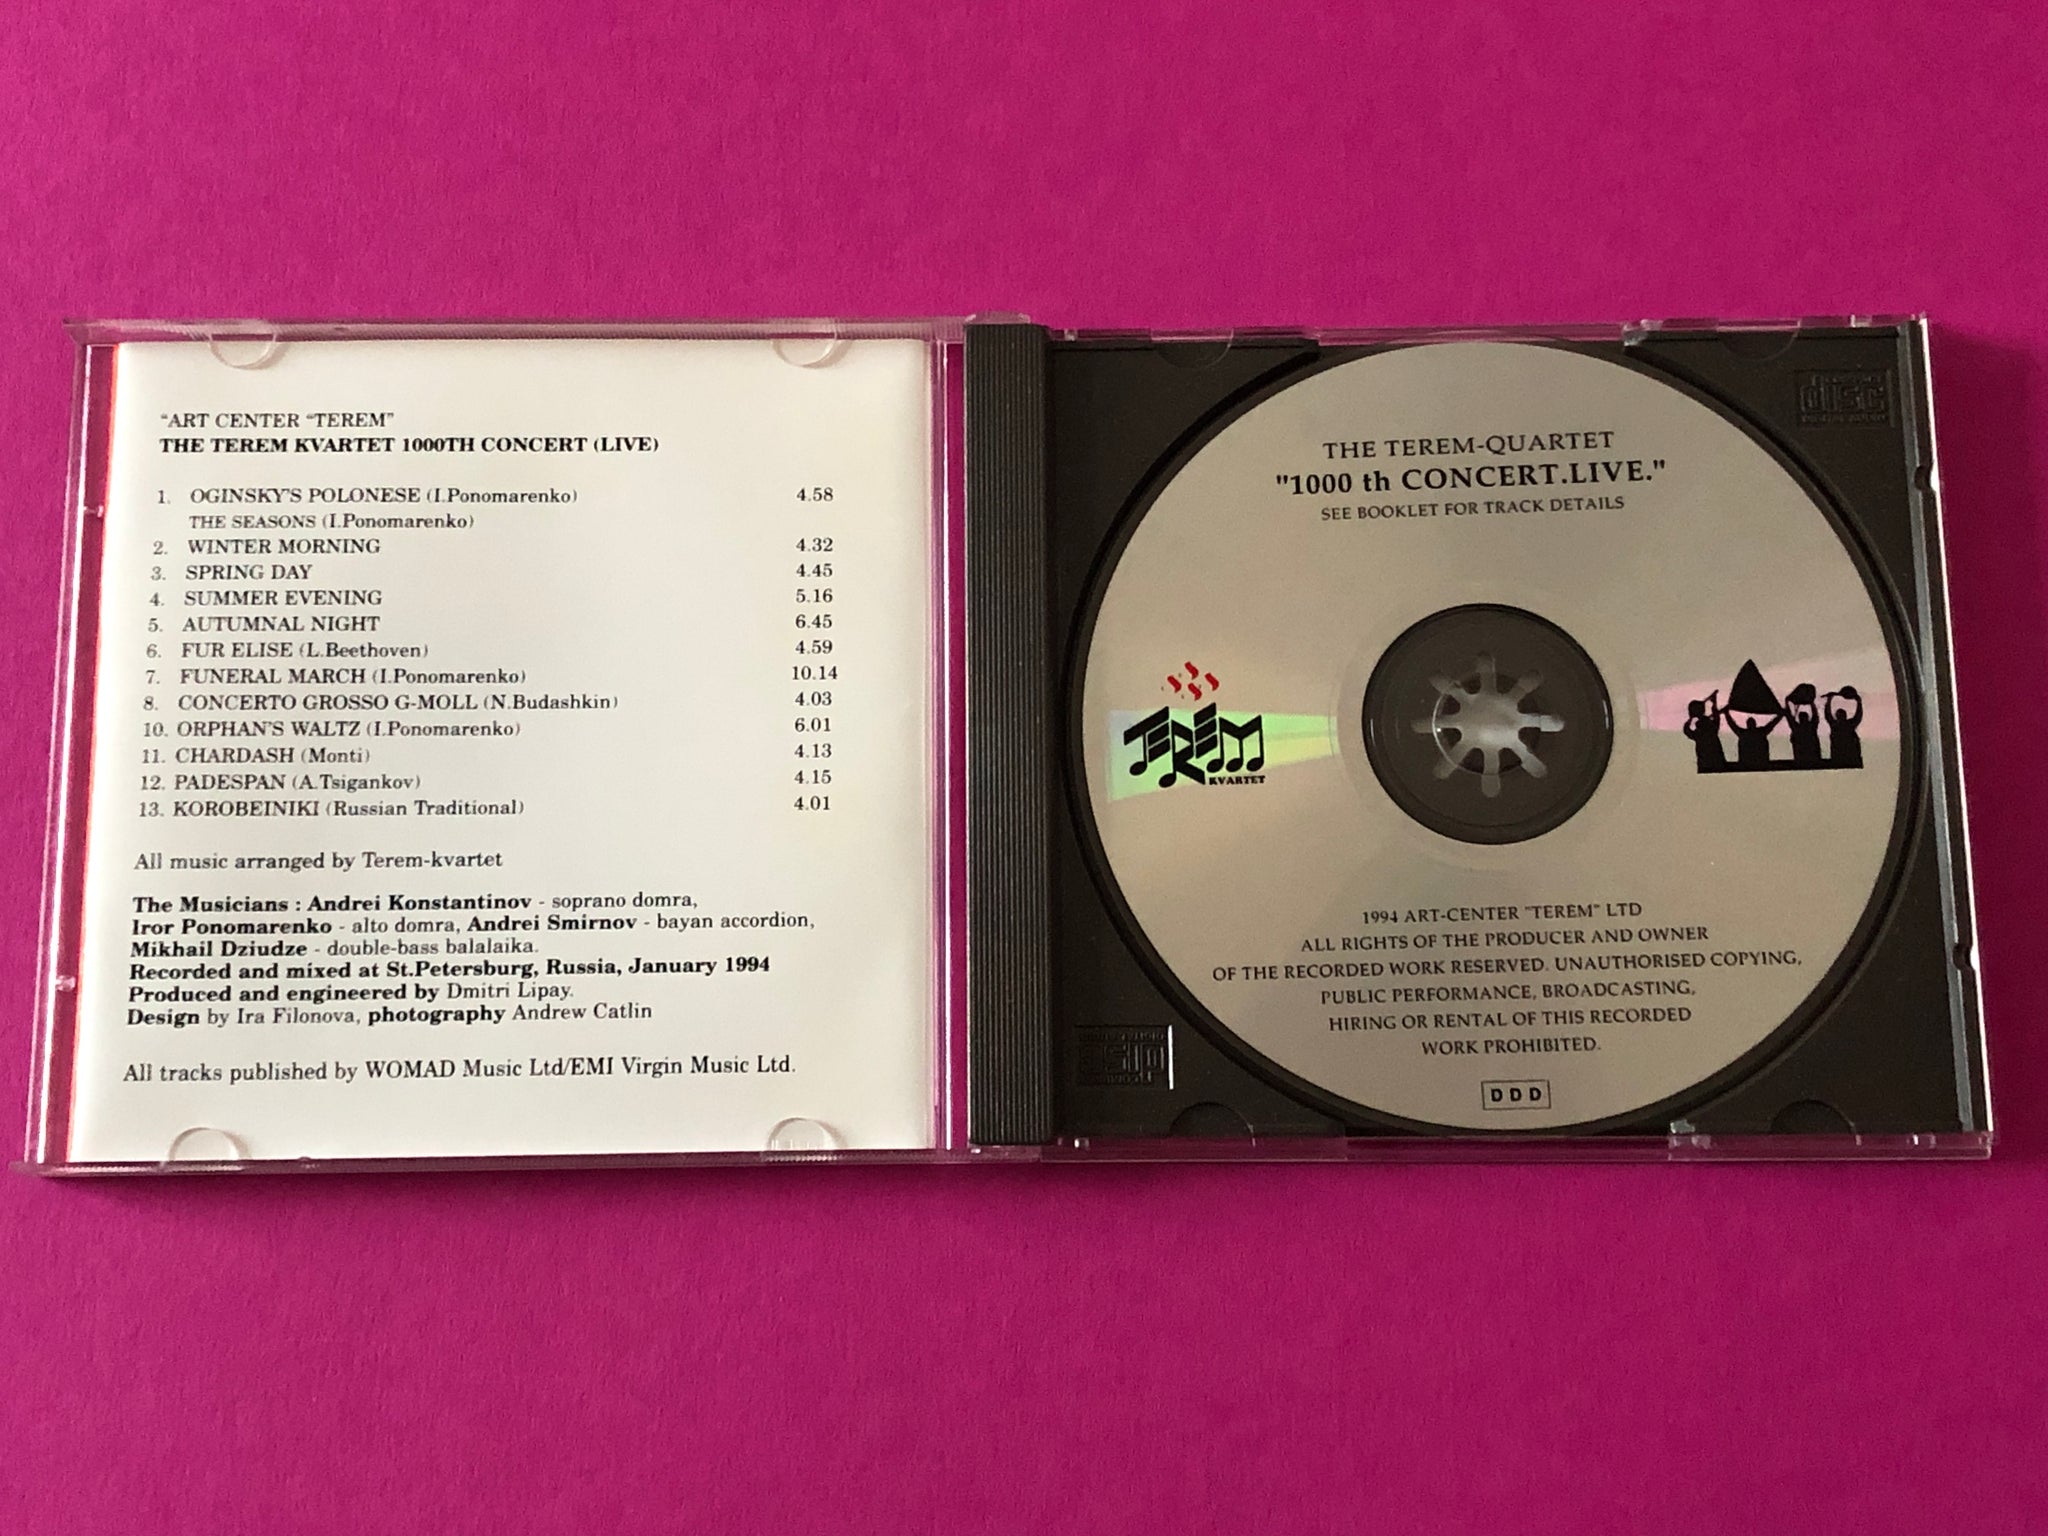 "ART CENTER "TEREM"
THE TEREM KVARTET 1000TH CONCERT (LIVE)
1. OGINSKY'S POLONESE (I.Ponomarenko) 4.58
THE SEASONS (I.Ponomarenko)
2. WINTER MORNING 4.32
3. SPRING DAY 4.45
4. SUMMER EVENING 5.16
5. AUTUMNAL NIGHT 6.45
6. FUR ELISE (L.Beethoven) 4.59
7. FUNERAL MARCH (I.Ponomarenko) 10.14
8. CONCERTO GROSSO G-MOLL (N.Budashkin) 4.03
10. ORPHAN'S WALTZ (I.Ponomarenko) 6.01
11. CHARDASH (Monti) 4.13
12. PADESPAN (A.Tsigankov) 4.15
13. KOROBEINIKI (Russian Traditional) 4.01
All music arranged by Terem-kvartet
The Musicians : Andrei Konstantinov - soprano domra,
Iror Ponomarenko - alto domra, Andrei Smirnov - bayan accordion,
Mikhail Dziudze - double-bass balalaika.
Recorded and mixed at St.Petersburg, Russia, January 1994
Produced and engineered by Dmitri Lipay.
Design by Ira Filonova, photography Andrew Catlin
All tracks published by WOMAD Music Ltd/EMI Virgin Music Ltd.
THE TEREM-QUARTET
"1000 th CONCERT.LIVE."
SEE BOOKLET FOR TRACK DETAILS
TEREM
KVARTET
1994 ART-CENTER "TEREM" LTD
ALL RIGHTS OF THE PRODUCER AND OWNER
OF THE RECORDED WORK RESERVED. UNAUTHORISED COPYING,
PUBLIC PERFORMANCE, BROADCASTING,
HIRING OR RENTAL OF THIS RECORDED
WORK PROHIBITED.
DDD
disc